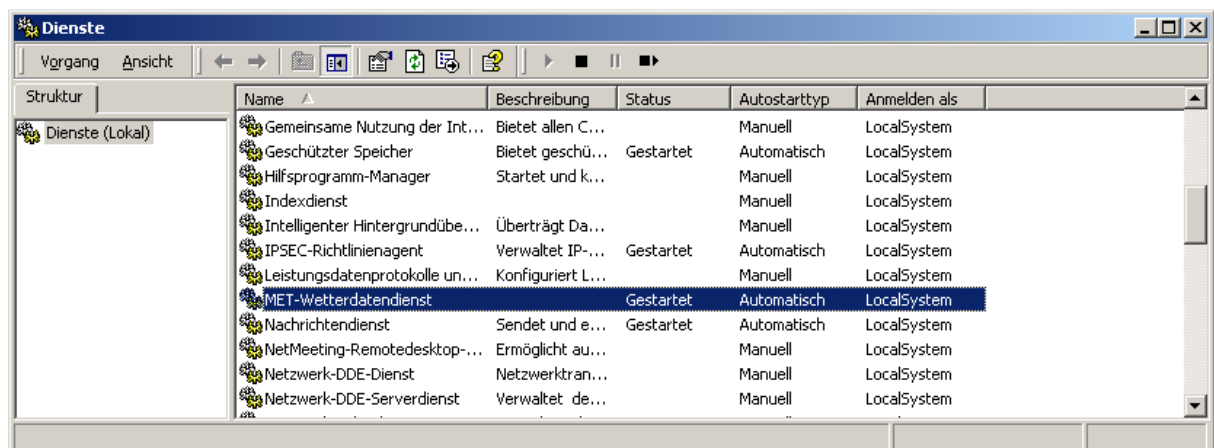 Dienste
Vorgang Ansicht
Struktur
Dienste (Lokal)
Name Beschreibung Status Autostarttyp Anmelden als
Gemeinsame Nutzung der Int... Bietet allen C... Manuell LocalSystem
Geschützter Speicher Bietet geschü... Gestartet Automatisch LocalSystem
Hilfsprogramm-Manager Startet und k... Manuell LocalSystem
Indexdienst Manuell LocalSystem
Intelligenter Hintergrundübe... Überträgt Da... Manuell LocalSystem
IPSEC-Richtlinienagent Verwaltet IP-... Gestartet Automatisch LocalSystem
Leistungsdatenprotokolle un... Konfiguriert L... Manuell LocalSystem
MET-Wetterdatendienst Gestartet Automatisch LocalSystem
Nachrichtendienst Sendet und e... Gestartet Automatisch LocalSystem
NetMeeting-Remotedesktop-... Ermöglicht au... Manuell LocalSystem
Netzwerk-DDE-Dienst Netzwerktran... Manuell LocalSystem
Netzwerk-DDE-Serverdienst Verwaltet de... Manuell LocalSystem